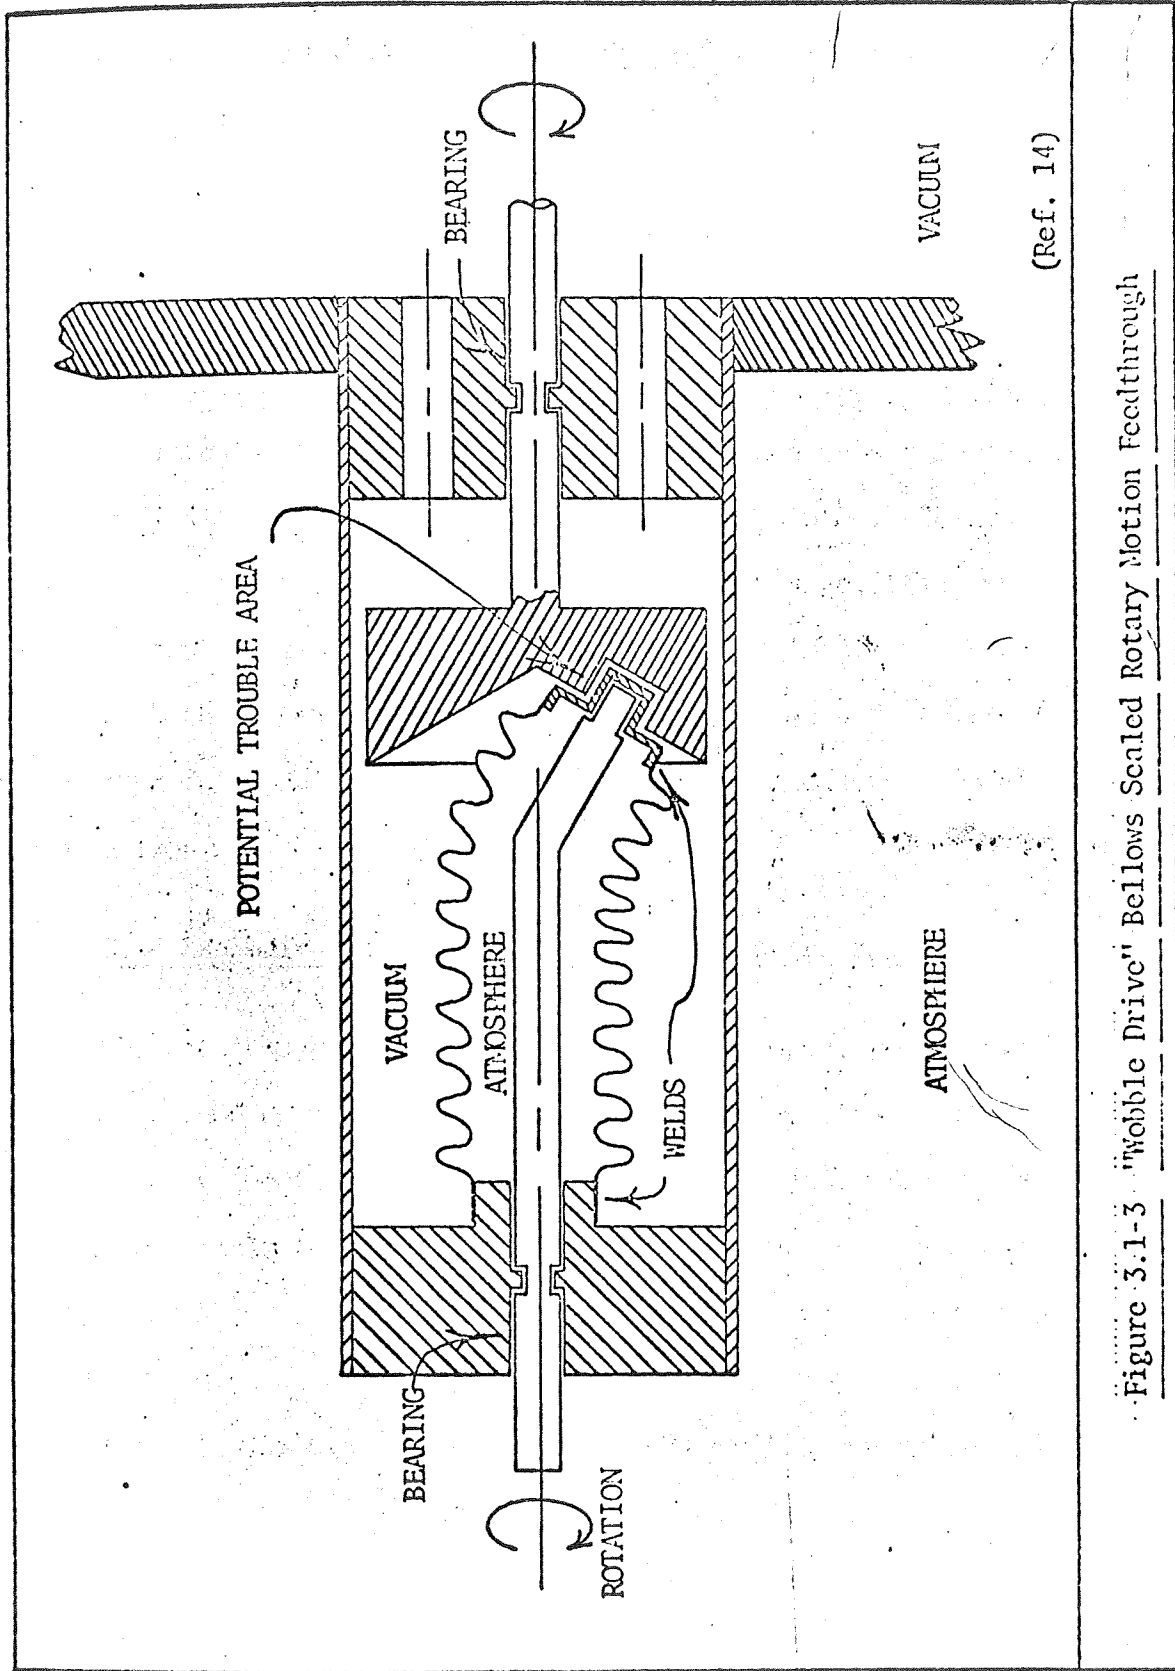 BEARING
VACUUM
(Ref. 14)
POTENTIAL TROUBLE AREA
VACUUM
ATMOSPHERE
WELDS
ATMOSPHERE
BEARING
ROTATION
Figure 3.1-3 "Wobble Drive" Bellows Sealed Rotary Motion Feedthrough